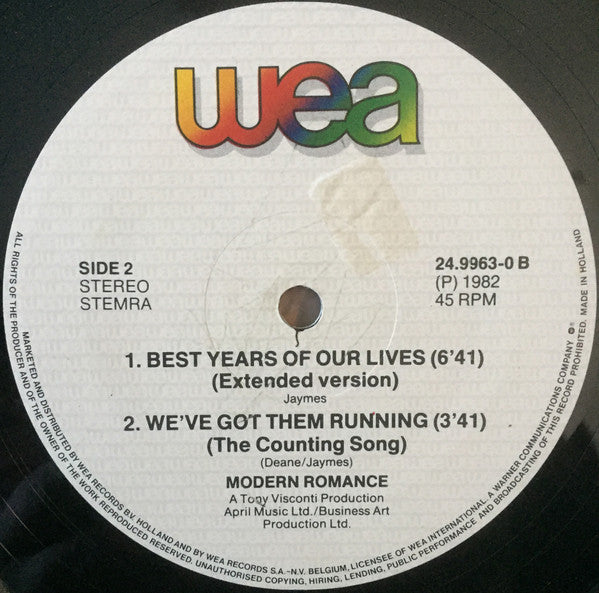 wea
SIDE 2
STEREO
STEMRA
24.9963-0 B
(P) 1982
45 RPM
1. BEST YEARS OF OUR LIVES (6'41)
(Extended version)
Jaymes
2. WE'VE GOT THEM RUNNING (3'41)
(The Counting Song)
(Deane/Jaymes)
MODERN ROMANCE
A Tony Visconti Production
April Music Ltd./Business Art
Production Ltd.
ALL RIGHTS OF THE PRODUCER AND OF THE OWNER OF THE WORK REPRODUCED RESERVED. UNAUTHORISED COPYING, HIRING, LENDING, PUBLIC PERFORMANCE AND BROADCASTING OF THIS RECORD PROHIBITED. MADE IN HOLLAND
MARKETED AND DISTRIBUTED BY WEA RECORDS BV. HOLLAND AND BY WEA RECORDS S.A.-N.V. BELGIUM, LICENSEE OF WEA INTERNATIONAL A WARNER COMMUNICATIONS COMPANY